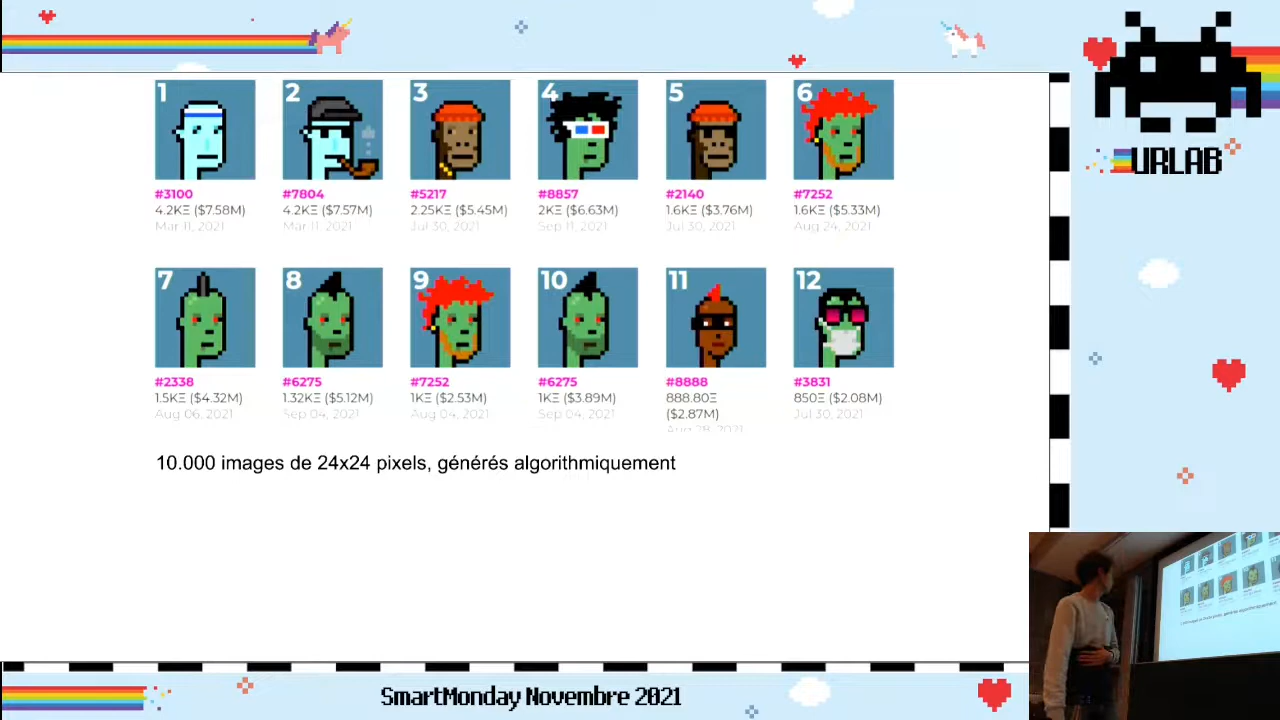 1 2 3 4 5 6
#3100 #7804 #5217 #8857 #2140 #7252
4.2KΞ ($7.58M) 4.2KΞ ($7.57M) 2.25KΞ ($5.45M) 2KΞ ($6.63M) 1.6KΞ ($3.76M) 1.6KΞ ($5.33M)
Mar 11, 2021 Mar 11, 2021 Jul 30, 2021 Sep 11, 2021 Jul 30, 2021 Aug 24, 2021
URLAB
7 8 9 10 11 12
#2338 #6275 #7252 #6275 #8888 #3831
1.5KΞ ($4.32M) 1.32KΞ ($5.12M) 1KΞ ($2.53M) 1KΞ ($3.89M) 888.80Ξ 850Ξ ($2.08M)
Aug 06, 2021 Sep 04, 2021 Aug 04, 2021 Sep 04, 2021 ($2.87M) Jul 30, 2021
Aug 28, 2021
10.000 images de 24x24 pixels, générés algorithmiquement
SmartMonday Novembre 2021